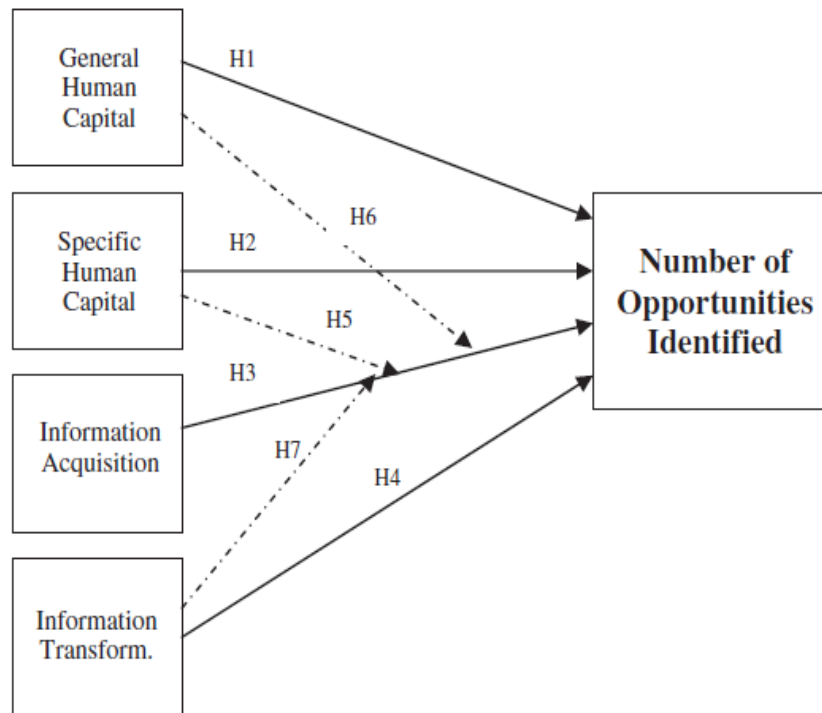 General
Human
Capital
H1
H6
Specific
Human
Capital
H2
H5
Number of
Opportunities
Identified
Information
Acquisition
H3
H7
H4
Information
Transform.